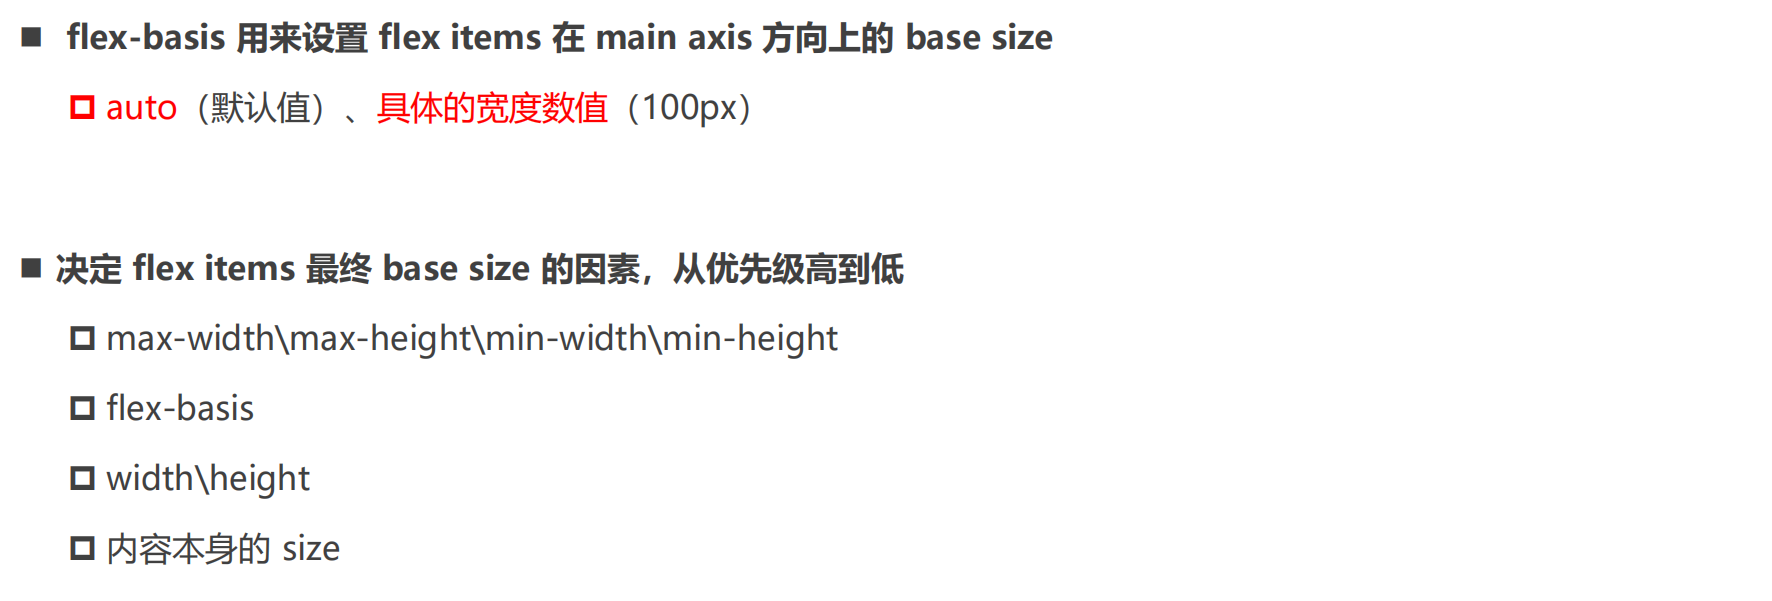 ■ flex-basis 用来设置 flex items 在 main axis 方向上的 base size
auto（默认值）、具体的宽度数值（100px）
■ 决定 flex items 最终 base size 的因素，从优先级高到低
max-width\max-height\min-width\min-height
flex-basis
width\height
内容本身的 size